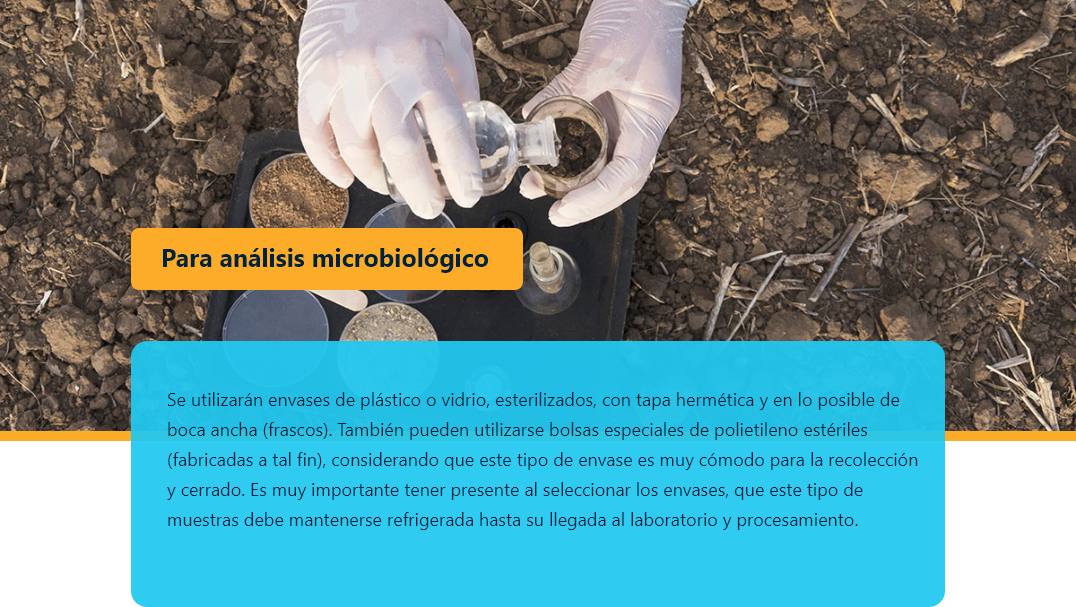 Para análisis microbiológico
Se utilizarán envases de plástico o vidrio, esterilizados, con tapa hermética y en lo posible de
boca ancha (frascos). También pueden utilizarse bolsas especiales de polietileno estériles
(fabricadas a tal fin), considerando que este tipo de envase es muy cómodo para la recolección
y cerrado. Es muy importante tener presente al seleccionar los envases, que este tipo de
muestras debe mantenerse refrigerada hasta su llegada al laboratorio y procesamiento.